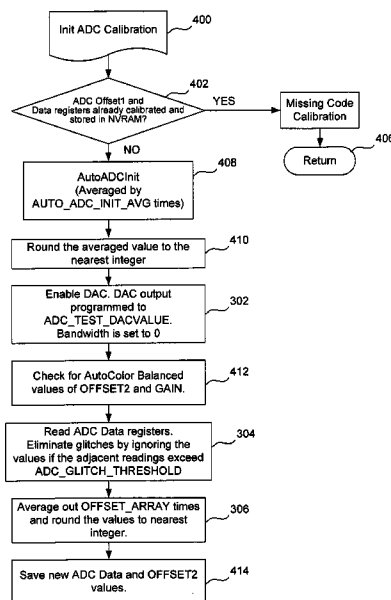 Init ADC Calibration
400
402
ADC Offset1 and
Data registers already calibrated and
stored in NVRAM?
YES
Missing Code
Calibration
406
Return
NO
408
AutoADCInit
(Averaged by
AUTO_ADC_INIT_AVG times)
410
Round the averaged value to the
nearest integer
302
Enable DAC. DAC output
programmed to
ADC_TEST_DACVALUE.
Bandwidth is set to 0
412
Check for AutoColor Balanced
values of OFFSET2 and GAIN.
304
Read ADC Data registers.
Eliminate glitches by ignoring the
values if the adjacent readings exceed
ADC_GLITCH_THRESHOLD
306
Average out OFFSET_ARRAY times
and round the values to nearest
integer.
414
Save new ADC Data and OFFSET2
values.